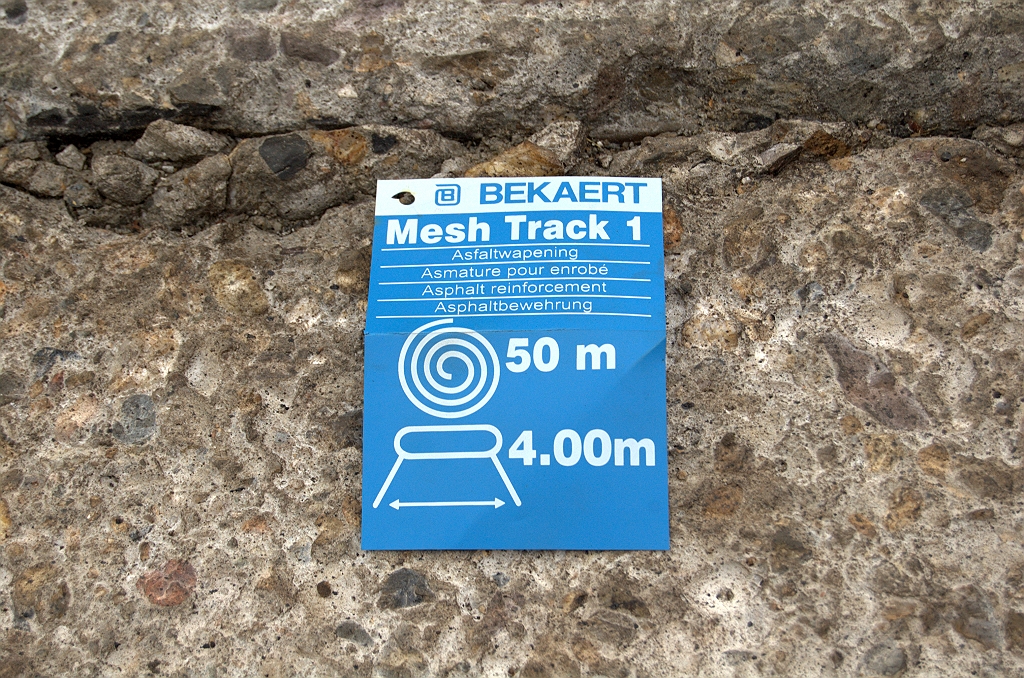 BEKAERT
Mesh Track 1
Asfaltwapening
Asmature pour enrobé
Asphalt reinforcement
Asphaltbewehrung
50 m
4.00m